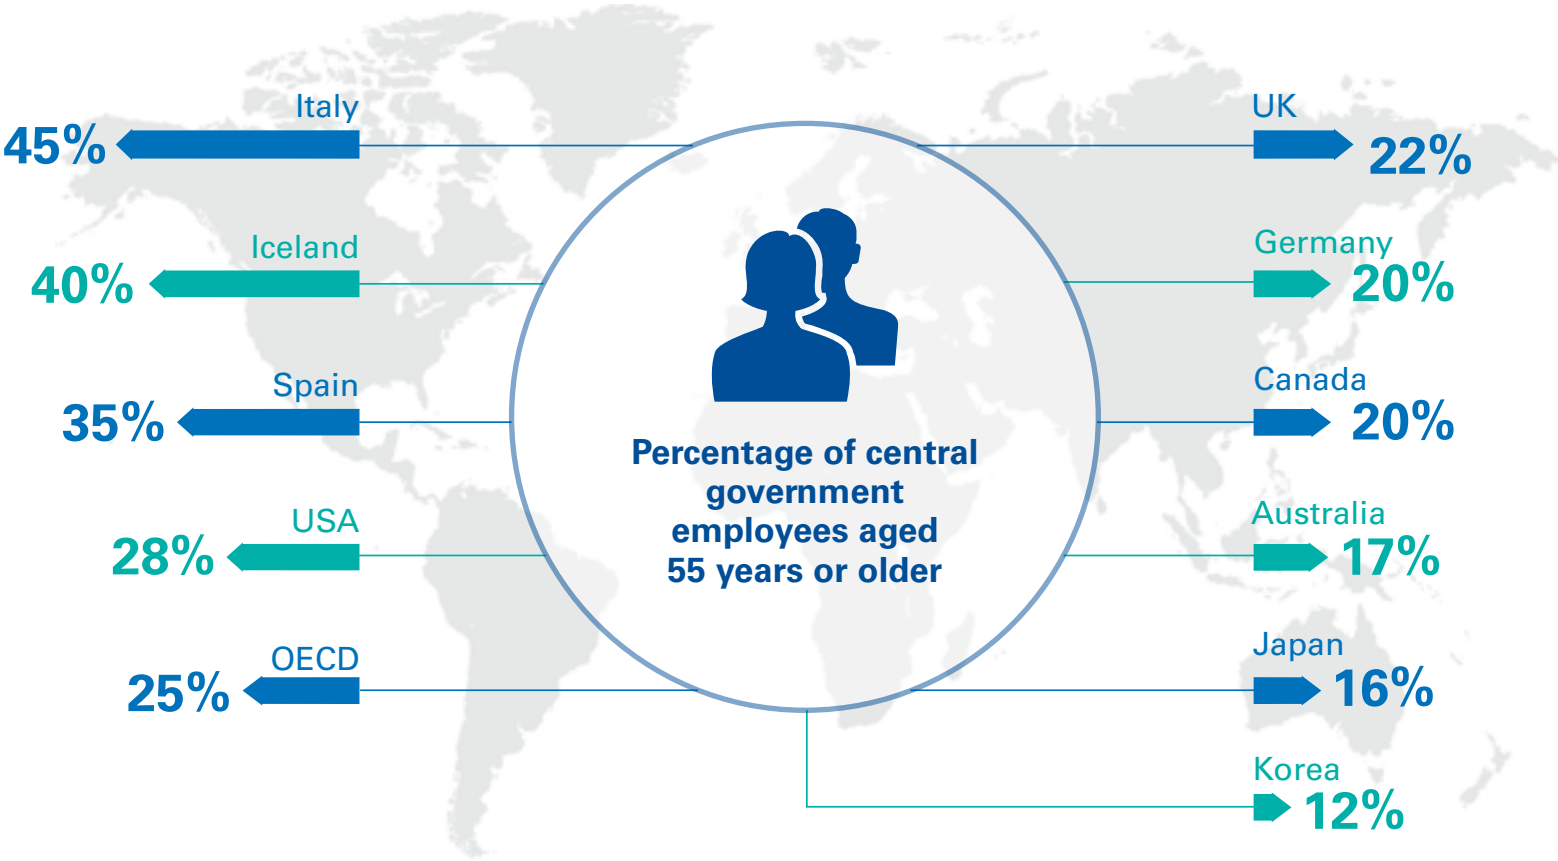 Italy
45%
Iceland
40%
Spain
35%
USA
28%
OECD
25%
Percentage of central
government
employees aged
55 years or older
UK
22%
Germany
20%
Canada
20%
Australia
17%
Japan
16%
Korea
12%